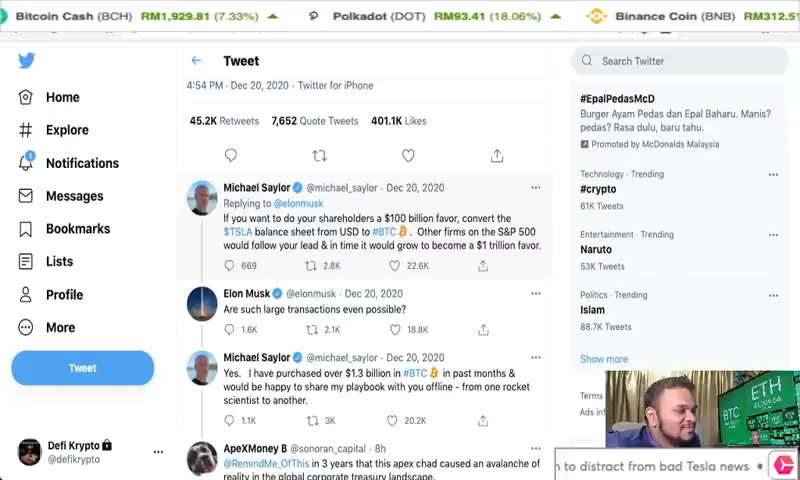 Bitcoin Cash (BCH) RM1,929.81 (7.33%) Polkadot (DOT) RM93.41 (18.06%) Binance Coin (BNB) RM312.51
Tweet
Search Twitter
4:54 PM · Dec 20, 2020 · Twitter for iPhone
45.2K Retweets 7,652 Quote Tweets 401.1K Likes
Home
Explore
1
Notifications
Messages
Bookmarks
Lists
Profile
More
Tweet
Defi Krypto
@defikrypto
Michael Saylor @michael_saylor · Dec 20, 2020
Replying to @elonmusk
If you want to do your shareholders a $100 billion favor, convert the
$TSLA balance sheet from USD to #BTC. Other firms on the S&P 500
would follow your lead & in time it would grow to become a $1 trillion favor.
669 2.8K 22.6K
Elon Musk @elonmusk · Dec 20, 2020
Are such large transactions even possible?
1.6K 2.1K 18.8K
Michael Saylor @michael_saylor · Dec 20, 2020
Yes. I have purchased over $1.3 billion in #BTC in past months &
would be happy to share my playbook with you offline - from one rocket
scientist to another.
1.1K 3K 20.2K
ApeXMoney B @sonoran_capital · 8h
@RemindMe_OfThis in 3 years that this apex chad caused an avalanche of
reality in the global corporate treasury landscape.
#EpalPedasMcD
Burger Ayam Pedas dan Epal Baharu. Manis?
pedas? Rasa dulu, baru tahu.
Promoted by McDonalds Malaysia
Technology · Trending
#crypto
61K Tweets
Entertainment · Trending
Naruto
53K Tweets
Politics · Trending
Islam
88.7K Tweets
Show more
Terms
Ads
BTC
ETH
to distract from bad Tesla news